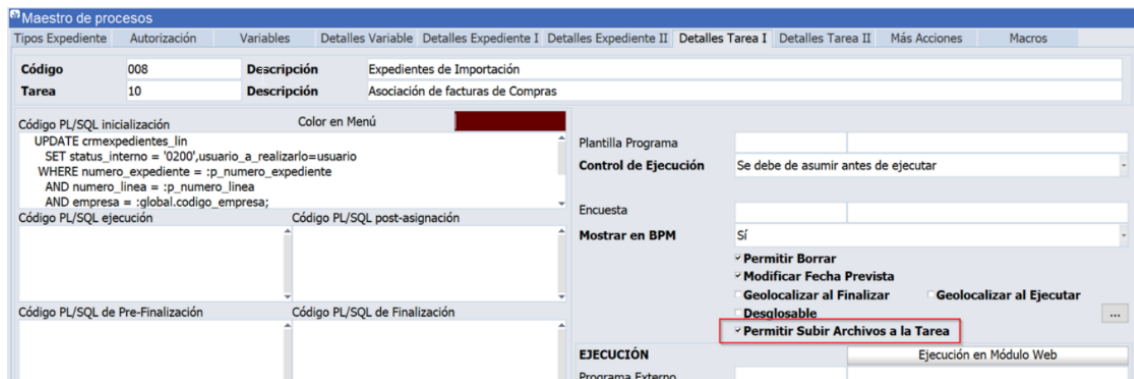 Maestro de procesos
Tipos Expediente Autorización Variables Detalles Variable Detalles Expediente I Detalles Expediente II Detalles Tarea I Detalles Tarea II Más Acciones Macros
Código 008 Descripción Expedientes de Importación
Tarea 10 Descripción Asociación de facturas de Compras
Código PL/SQL inicialización Color en Menú
UPDATE crmexpedientes_lin
SET status_interno = '0200',usuario_a_realizarlo=usuario
WHERE numero_expediente = :p_numero_expediente
AND numero_linea = :p_numero_linea
AND empresa = :global.codigo_empresa;
Código PL/SQL ejecución Código PL/SQL post-asignación
Código PL/SQL de Pre-Finalización Código PL/SQL de Finalización
Plantilla Programa
Control de Ejecución Se debe de asumir antes de ejecutar
Encuesta
Mostrar en BPM Sí
Permitir Borrar
Modificar Fecha Prevista
Geolocalizar al Finalizar Geolocalizar al Ejecutar
Desglosable ...
Permitir Subir Archivos a la Tarea
EJECUCIÓN Ejecución en Módulo Web
Programa Externo